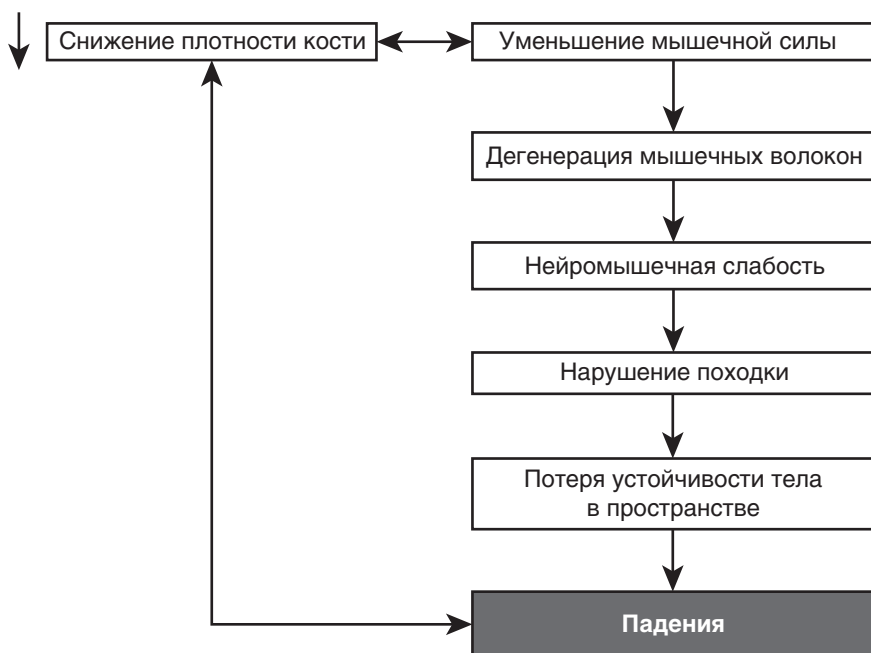 Снижение плотности кости
Уменьшение мышечной силы
Дегенерация мышечных волокон
Нейромышечная слабость
Нарушение походки
Потеря устойчивости тела
в пространстве
Падения